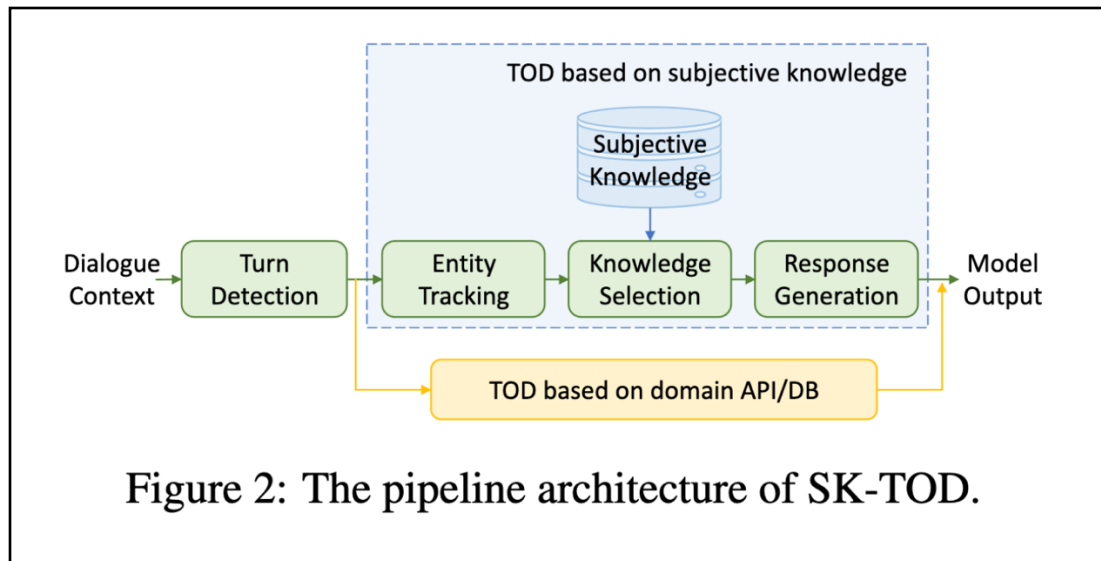 TOD based on subjective knowledge
Subjective
Knowledge
Dialogue
Context
Turn
Detection
Entity
Tracking
Knowledge
Selection
Response
Generation
Model
Output
TOD based on domain API/DB
Figure 2: The pipeline architecture of SK-TOD.